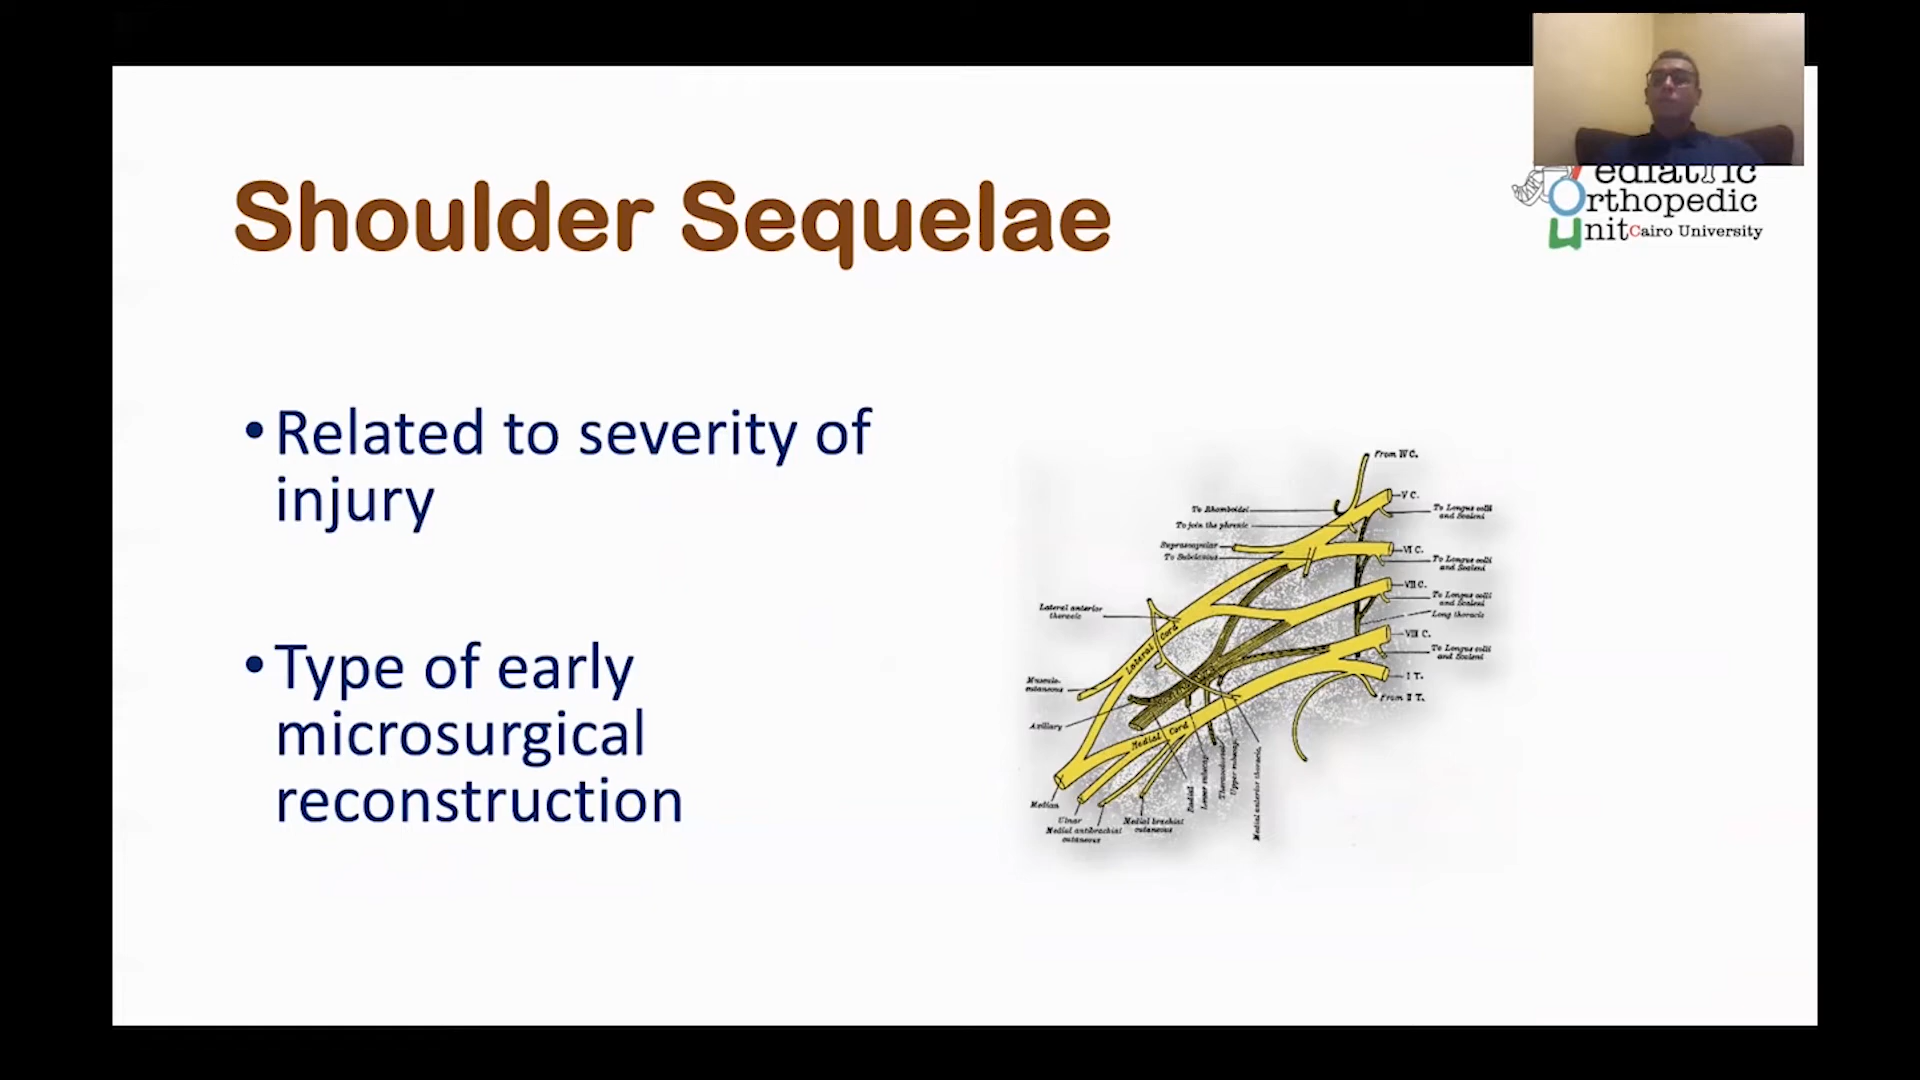 ediatric
Orthopedic
Unit Cairo University
Shoulder Sequelae
•Related to severity of
injury
•Type of early
microsurgical
reconstruction
From IV C.
V C.
To Rhomboidei
To Longus colli
and Scaleni
To join the phrenic
Suprascapular
To Subclavius
VI C.
To Longus colli
and Scaleni
VII C.
To Longus colli
and Scaleni
Lateral anterior
thoracic
Long thoracic
VIII C.
To Longus colli
and Scaleni
Lateral Cord
I T.
Musculo-
cutaneous
From II T.
Axillary
Medial Cord
Median
Ulnar
Medial antibrachial
cutaneous
Medial brachial
cutaneous
Radial
Lower subscap.
Thoracodorsal
Upper subscap.
Medial anterior thoracic